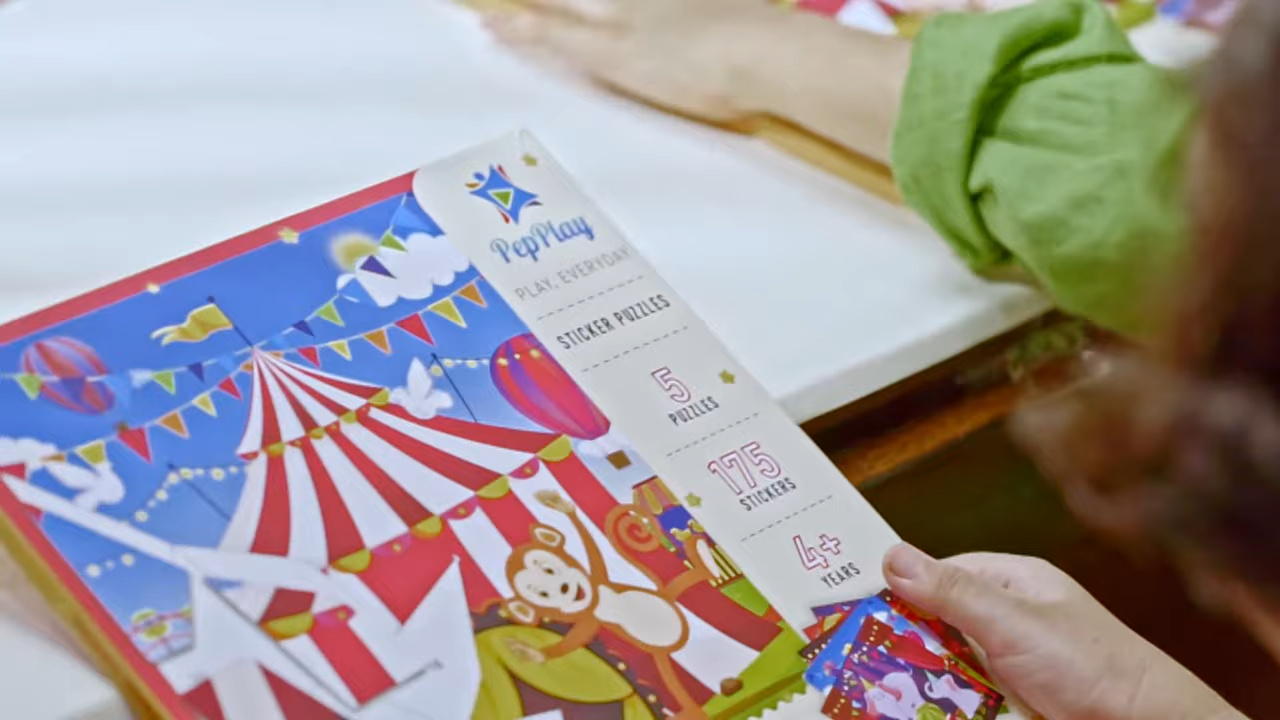 PepPlay
PLAY, EVERYDAY
STICKER PUZZLES
5
PUZZLES
175
STICKERS
4+
YEARS